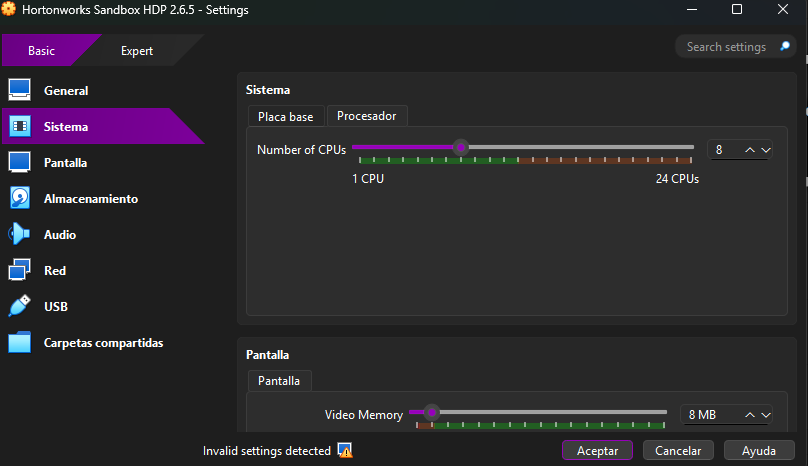 Hortonworks Sandbox HDP 2.6.5 - Settings
Basic
Expert
Search settings
General
Sistema
Pantalla
Almacenamiento
Audio
Red
USB
Carpetas compartidas
Sistema
Placa base
Procesador
Number of CPUs
8
1 CPU
24 CPUs
Pantalla
Pantalla
Video Memory
8 MB
Invalid settings detected
Aceptar
Cancelar
Ayuda